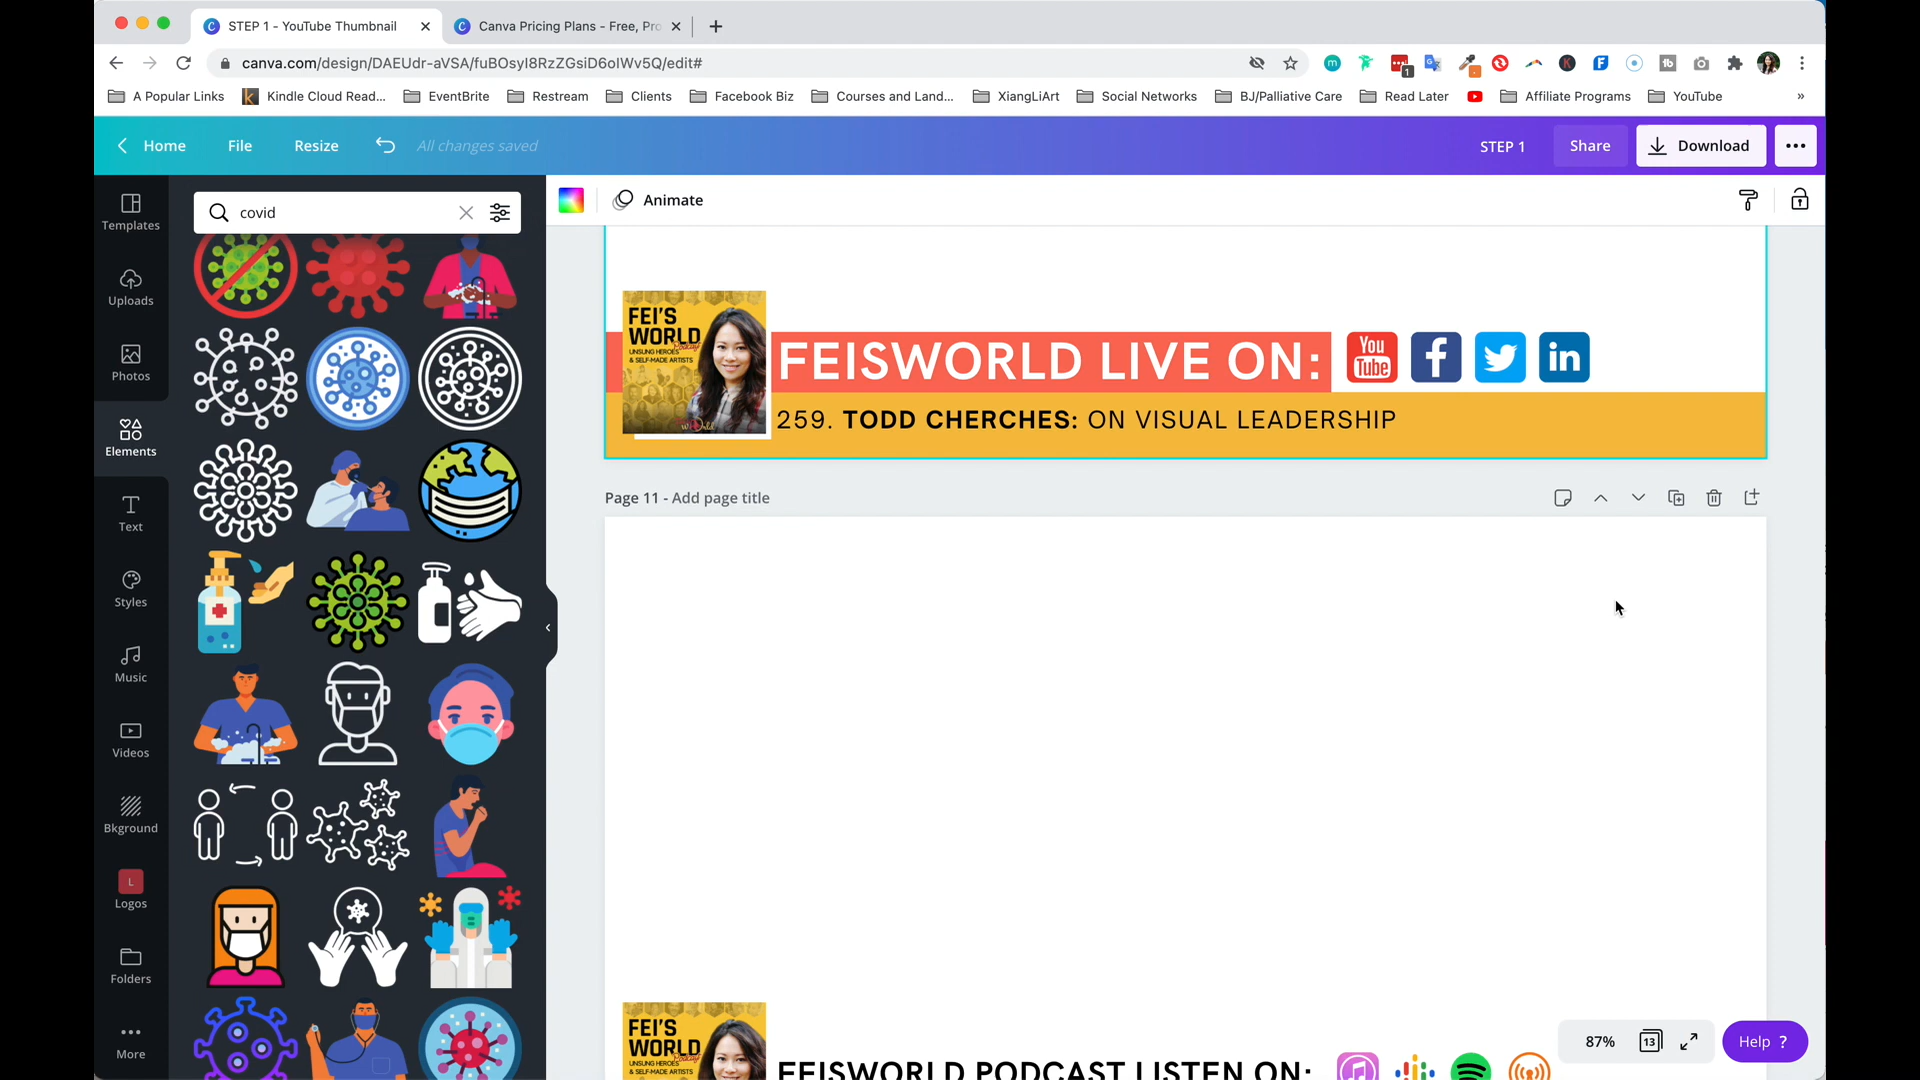 STEP 1 - YouTube Thumbnail
Canva Pricing Plans - Free, Pro
canva.com/design/DAEUdr-aVSA/fuBOsyI8RzZGsiD6oIWv5Q/edit#
A Popular Links
Kindle Cloud Read...
EventBrite
Restream
Clients
Facebook Biz
Courses and Land...
XiangLiArt
Social Networks
BJ/Palliative Care
Read Later
Affiliate Programs
YouTube
»
Home
File
Resize
All changes saved
STEP 1
Share
Download
covid
Animate
Templates
Uploads
Photos
Elements
Text
Styles
Music
Videos
Bkground
L
Logos
Folders
More
FEI'S
WORLD
Podcast
UNSUNG HEROES
& SELF-MADE ARTISTS
FEISWORLD LIVE ON:
You
Tube
f
in
259. TODD CHERCHES: ON VISUAL LEADERSHIP
Page 11 - Add page title
FEI'S
WORLD
Podcast
UNSUNG HEROES
& SELF-MADE ARTISTS
FEISWORLD PODCAST LISTEN ON:
87%
13
Help ?